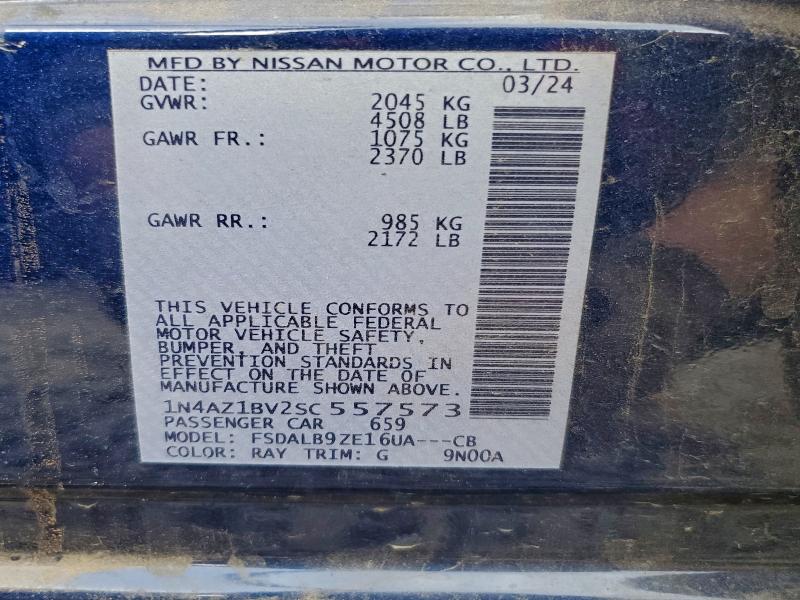 MFD BY NISSAN MOTOR CO., LTD.
DATE: 03/24
GVWR: 2045 KG
4508 LB
GAWR FR.: 1075 KG
2370 LB
GAWR RR.: 985 KG
2172 LB
THIS VEHICLE CONFORMS TO
ALL APPLICABLE FEDERAL
MOTOR VEHICLE SAFETY,
BUMPER, AND THEFT
PREVENTION STANDARDS IN
EFFECT ON THE DATE OF
MANUFACTURE SHOWN ABOVE.
1N4AZ1BV2SC557573
PASSENGER CAR 659
MODEL: FSDALB9ZE16UA---CB
COLOR: RAY TRIM: G 9N00A